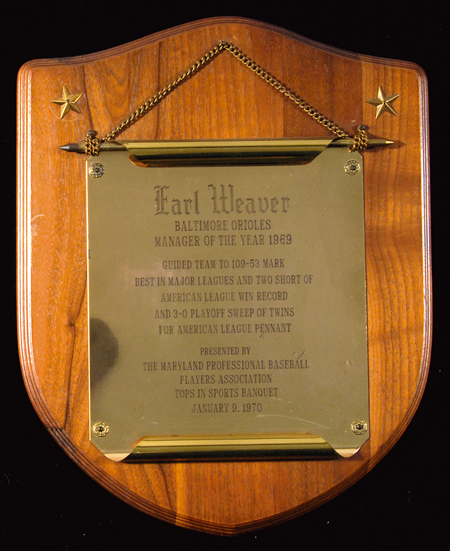 Earl Weaver
BALTIMORE ORIOLES
MANAGER OF THE YEAR 1969
GUIDED TEAM TO 109-53 MARK
BEST IN MAJOR LEAGUES AND TWO SHORT OF
AMERICAN LEAGUE WIN RECORD
AND 3-0 PLAYOFF SWEEP OF TWINS
FOR AMERICAN LEAGUE PENNANT
PRESENTED BY
THE MARYLAND PROFESSIONAL BASEBALL
PLAYERS ASSOCIATION
TOPS IN SPORTS BANQUET
JANUARY 9, 1970